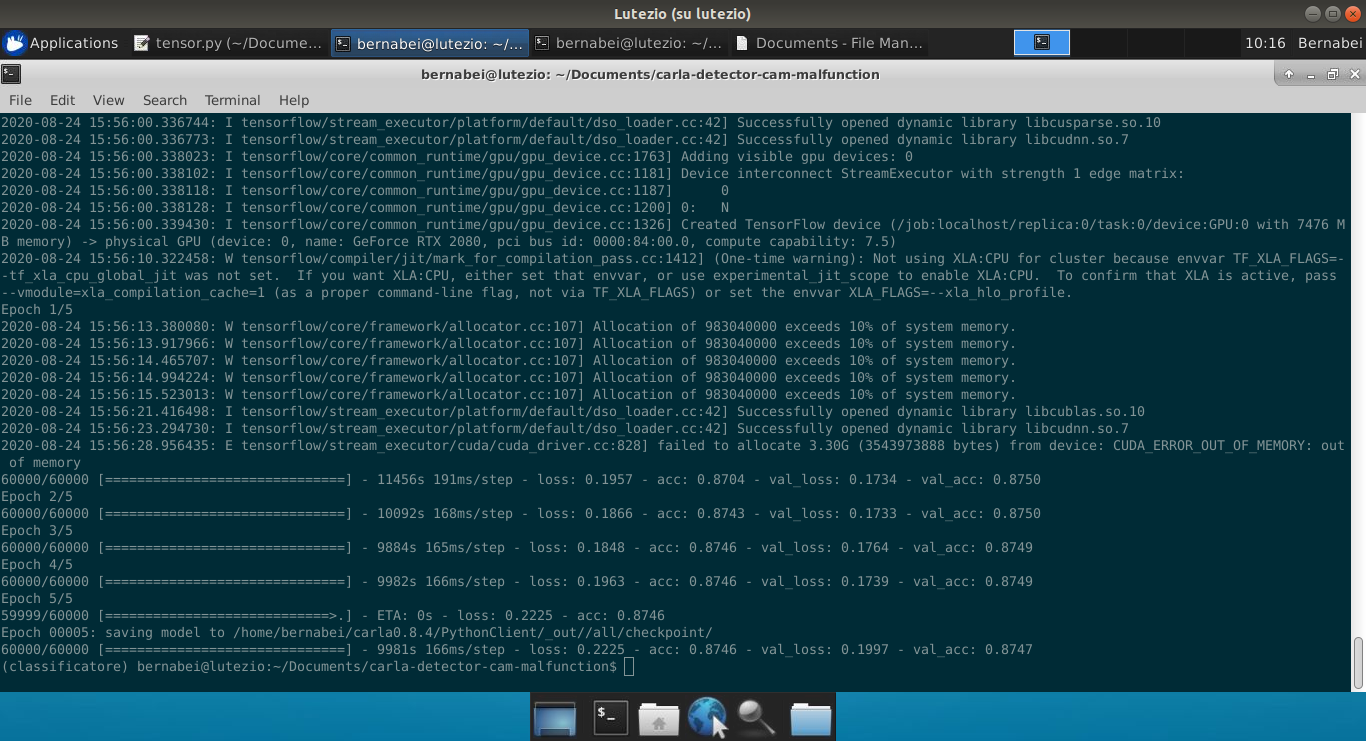 Lutezio (su lutezio)
Applications
tensor.py (~/Docume...
bernabei@lutezio: ~/...
bernabei@lutezio: ~/...
Documents - File Man...
10:16 Bernabei
bernabei@lutezio: ~/Documents/carla-detector-cam-malfunction
File Edit View Search Terminal Help
2020-08-24 15:56:00.336744: I tensorflow/stream_executor/platform/default/dso_loader.cc:42] Successfully opened dynamic library libcusparse.so.10
2020-08-24 15:56:00.336773: I tensorflow/stream_executor/platform/default/dso_loader.cc:42] Successfully opened dynamic library libcudnn.so.7
2020-08-24 15:56:00.338023: I tensorflow/core/common_runtime/gpu/gpu_device.cc:1763] Adding visible gpu devices: 0
2020-08-24 15:56:00.338102: I tensorflow/core/common_runtime/gpu/gpu_device.cc:1181] Device interconnect StreamExecutor with strength 1 edge matrix:
2020-08-24 15:56:00.338118: I tensorflow/core/common_runtime/gpu/gpu_device.cc:1187]      0
2020-08-24 15:56:00.338128: I tensorflow/core/common_runtime/gpu/gpu_device.cc:1200] 0:   N
2020-08-24 15:56:00.339430: I tensorflow/core/common_runtime/gpu/gpu_device.cc:1326] Created TensorFlow device (/job:localhost/replica:0/task:0/device:GPU:0 with 7476 M
B memory) -> physical GPU (device: 0, name: GeForce RTX 2080, pci bus id: 0000:84:00.0, compute capability: 7.5)
2020-08-24 15:56:10.322458: W tensorflow/compiler/jit/mark_for_compilation_pass.cc:1412] (One-time warning): Not using XLA:CPU for cluster because envvar TF_XLA_FLAGS=-
-tf_xla_cpu_global_jit was not set.  If you want XLA:CPU, either set that envvar, or use experimental_jit_scope to enable XLA:CPU.  To confirm that XLA is active, pass
--vmodule=xla_compilation_cache=1 (as a proper command-line flag, not via TF_XLA_FLAGS) or set the envvar XLA_FLAGS=--xla_hlo_profile.
Epoch 1/5
2020-08-24 15:56:13.380080: W tensorflow/core/framework/allocator.cc:107] Allocation of 983040000 exceeds 10% of system memory.
2020-08-24 15:56:13.917966: W tensorflow/core/framework/allocator.cc:107] Allocation of 983040000 exceeds 10% of system memory.
2020-08-24 15:56:14.465707: W tensorflow/core/framework/allocator.cc:107] Allocation of 983040000 exceeds 10% of system memory.
2020-08-24 15:56:14.994224: W tensorflow/core/framework/allocator.cc:107] Allocation of 983040000 exceeds 10% of system memory.
2020-08-24 15:56:15.523013: W tensorflow/core/framework/allocator.cc:107] Allocation of 983040000 exceeds 10% of system memory.
2020-08-24 15:56:21.416498: I tensorflow/stream_executor/platform/default/dso_loader.cc:42] Successfully opened dynamic library libcublas.so.10
2020-08-24 15:56:23.294730: I tensorflow/stream_executor/platform/default/dso_loader.cc:42] Successfully opened dynamic library libcudnn.so.7
2020-08-24 15:56:28.956435: E tensorflow/stream_executor/cuda/cuda_driver.cc:828] failed to allocate 3.30G (3543973888 bytes) from device: CUDA_ERROR_OUT_OF_MEMORY: out
of memory
60000/60000 [==============================] - 11456s 191ms/step - loss: 0.1957 - acc: 0.8704 - val_loss: 0.1734 - val_acc: 0.8750
Epoch 2/5
60000/60000 [==============================] - 10092s 168ms/step - loss: 0.1866 - acc: 0.8743 - val_loss: 0.1733 - val_acc: 0.8750
Epoch 3/5
60000/60000 [==============================] - 9884s 165ms/step - loss: 0.1848 - acc: 0.8746 - val_loss: 0.1764 - val_acc: 0.8749
Epoch 4/5
60000/60000 [==============================] - 9982s 166ms/step - loss: 0.1963 - acc: 0.8746 - val_loss: 0.1739 - val_acc: 0.8749
Epoch 5/5
59999/60000 [============================>.] - ETA: 0s - loss: 0.2225 - acc: 0.8746
Epoch 00005: saving model to /home/bernabei/carla0.8.4/PythonClient/_out//all/checkpoint/
60000/60000 [==============================] - 9981s 166ms/step - loss: 0.2225 - acc: 0.8746 - val_loss: 0.1997 - val_acc: 0.8747
(classificatore) bernabei@lutezio:~/Documents/carla-detector-cam-malfunction$